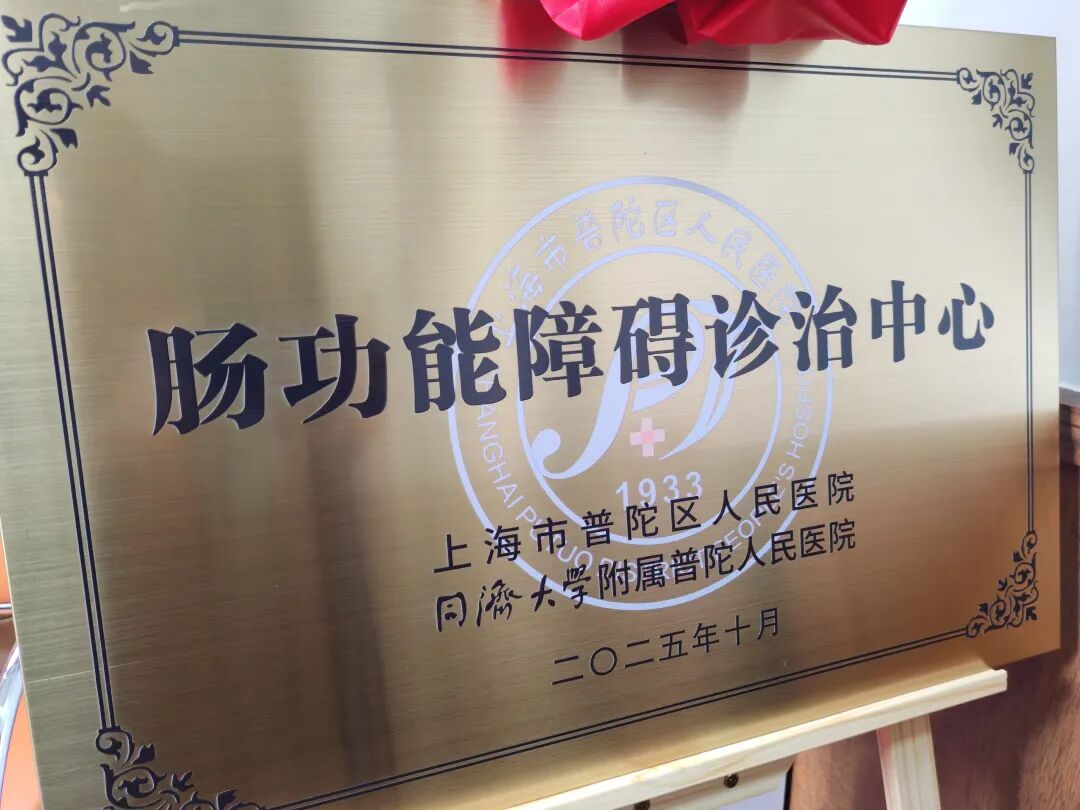 肠功能障碍诊治中心
上海市普陀区人民医院
同濟大学附属普陀人民医院
二〇二五年十月
上海市普陀区人民医院
1933